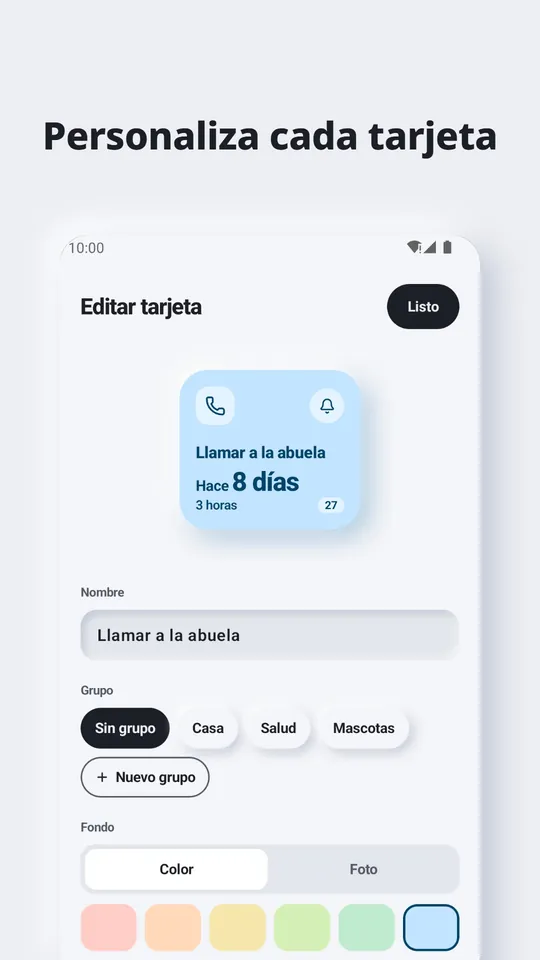 Personaliza cada tarjeta
10:00
Editar tarjeta
Listo
Llamar a la abuela
Hace 8 días
3 horas
27
Nombre
Llamar a la abuela
Grupo
Sin grupo
Casa
Salud
Mascotas
+ Nuevo grupo
Fondo
Color
Foto